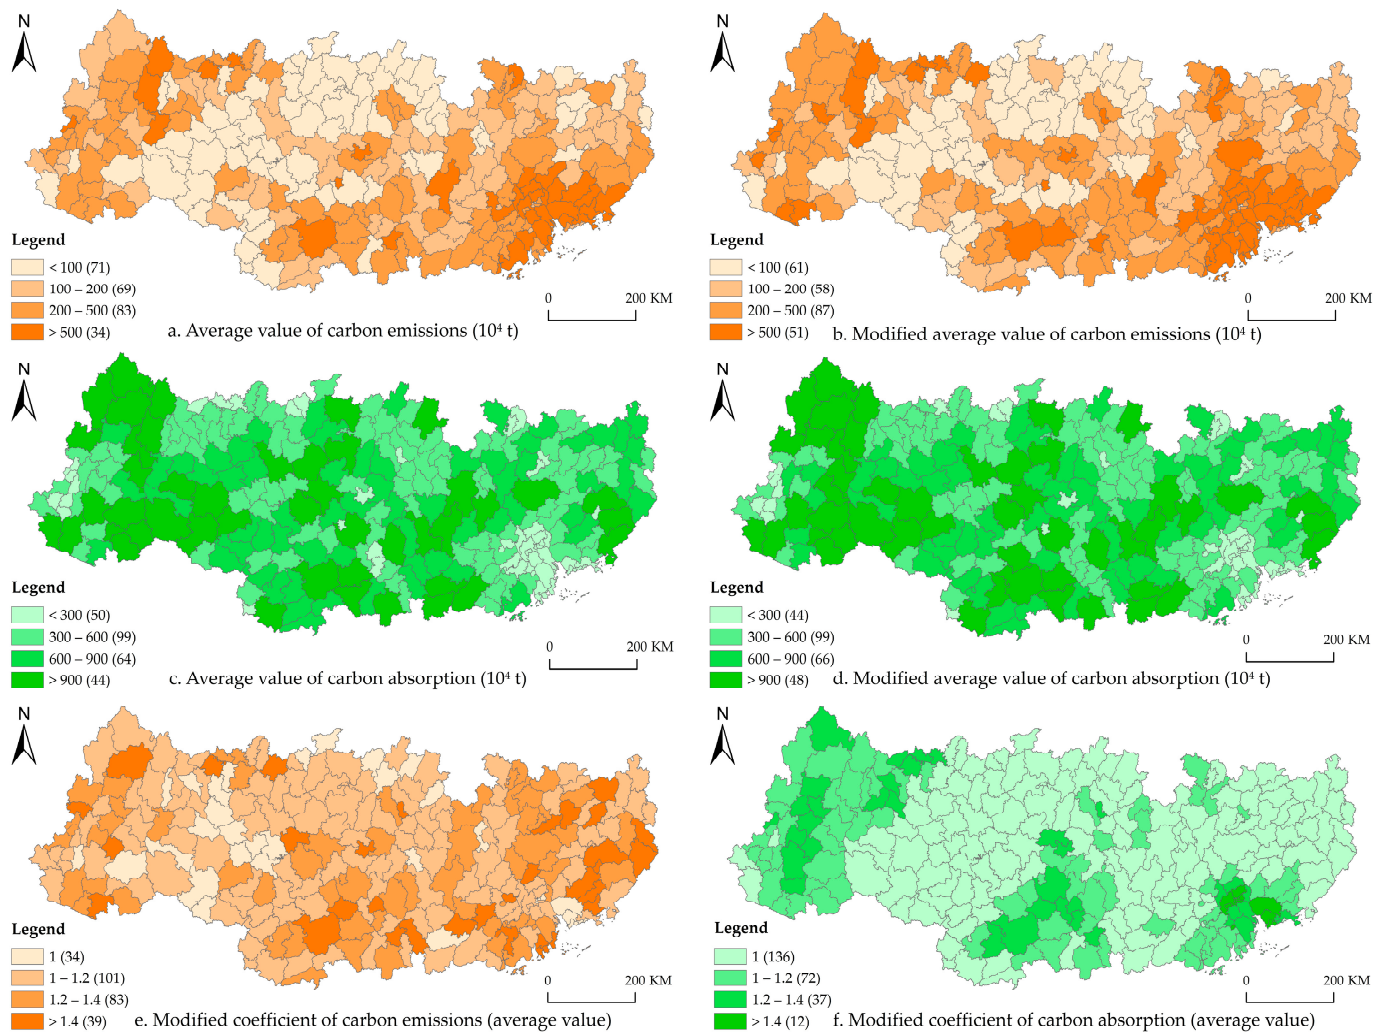 N
Legend
< 100 (71)
100 – 200 (69)
200 – 500 (83)
> 500 (34)
0 200 KM
a. Average value of carbon emissions (10⁴ t)
N
Legend
< 100 (61)
100 – 200 (58)
200 – 500 (87)
> 500 (51)
0 200 KM
b. Modified average value of carbon emissions (10⁴ t)
N
Legend
< 300 (50)
300 – 600 (99)
600 – 900 (64)
> 900 (44)
0 200 KM
c. Average value of carbon absorption (10⁴ t)
N
Legend
< 300 (44)
300 – 600 (99)
600 – 900 (66)
> 900 (48)
0 200 KM
d. Modified average value of carbon absorption (10⁴ t)
N
Legend
1 (34)
1 – 1.2 (101)
1.2 – 1.4 (83)
> 1.4 (39)
0 200 KM
e. Modified coefficient of carbon emissions (average value)
N
Legend
1 (136)
1 – 1.2 (72)
1.2 – 1.4 (37)
> 1.4 (12)
0 200 KM
f. Modified coefficient of carbon absorption (average value)